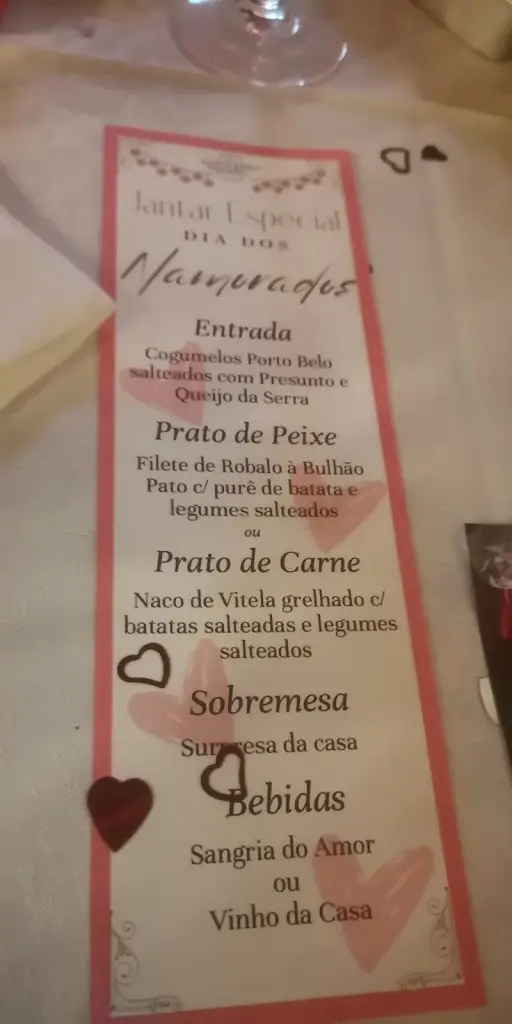 Jantar Especial
DIA DOS
Namorados
Entrada
Cogumelos Porto Belo
salteados com Presunto e
Queijo da Serra
Prato de Peixe
Filete de Robalo à Bulhão
Pato c/ purê de batata e
legumes salteados
ou
Prato de Carne
Naco de Vitela grelhado c/
batatas salteadas e legumes
salteados
Sobremesa
Surpresa da casa
Bebidas
Sangria do Amor
ou
Vinho da Casa